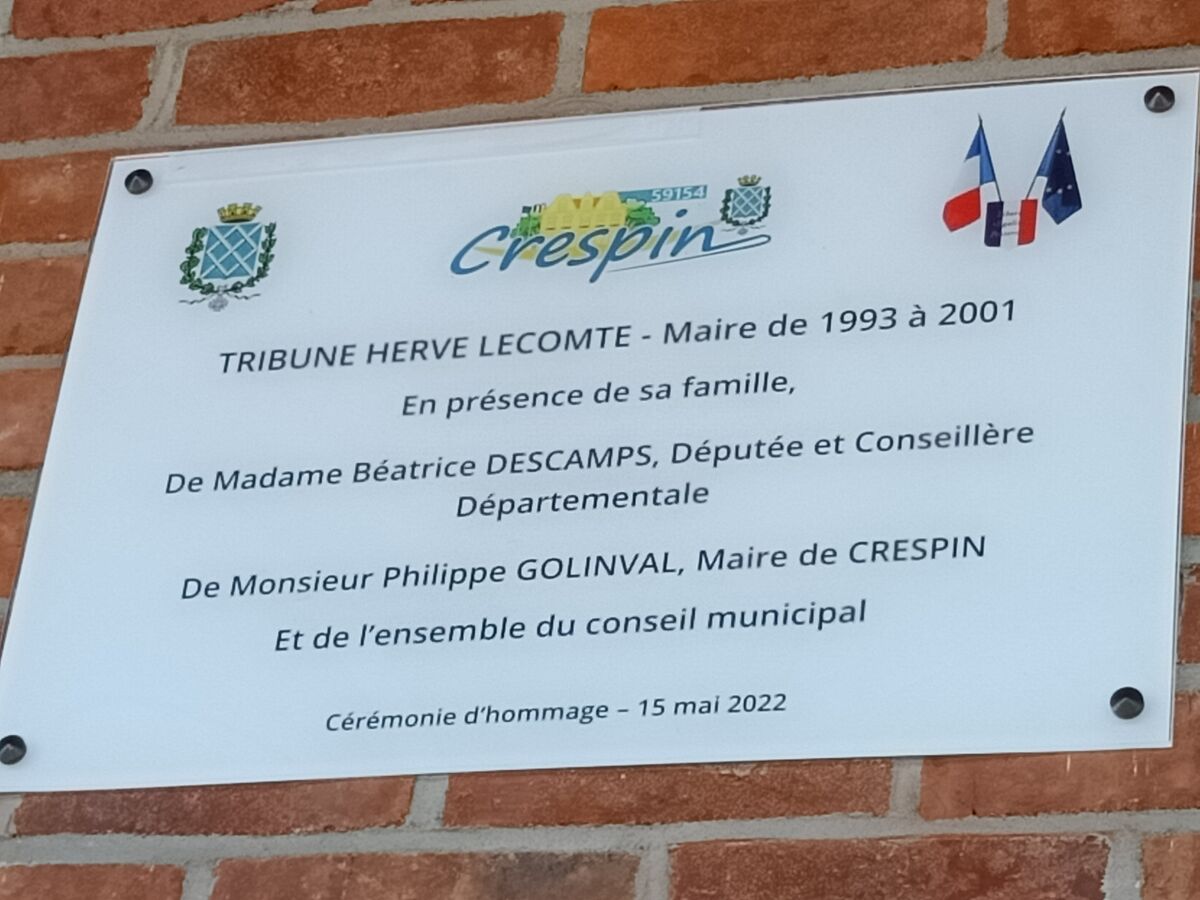 59154
Crespin
TRIBUNE HERVE LECOMTE - Maire de 1993 à 2001
En présence de sa famille,
De Madame Béatrice DESCAMPS, Députée et Conseillère
Départementale
De Monsieur Philippe GOLINVAL, Maire de CRESPIN
Et de l'ensemble du conseil municipal
Cérémonie d'hommage – 15 mai 2022